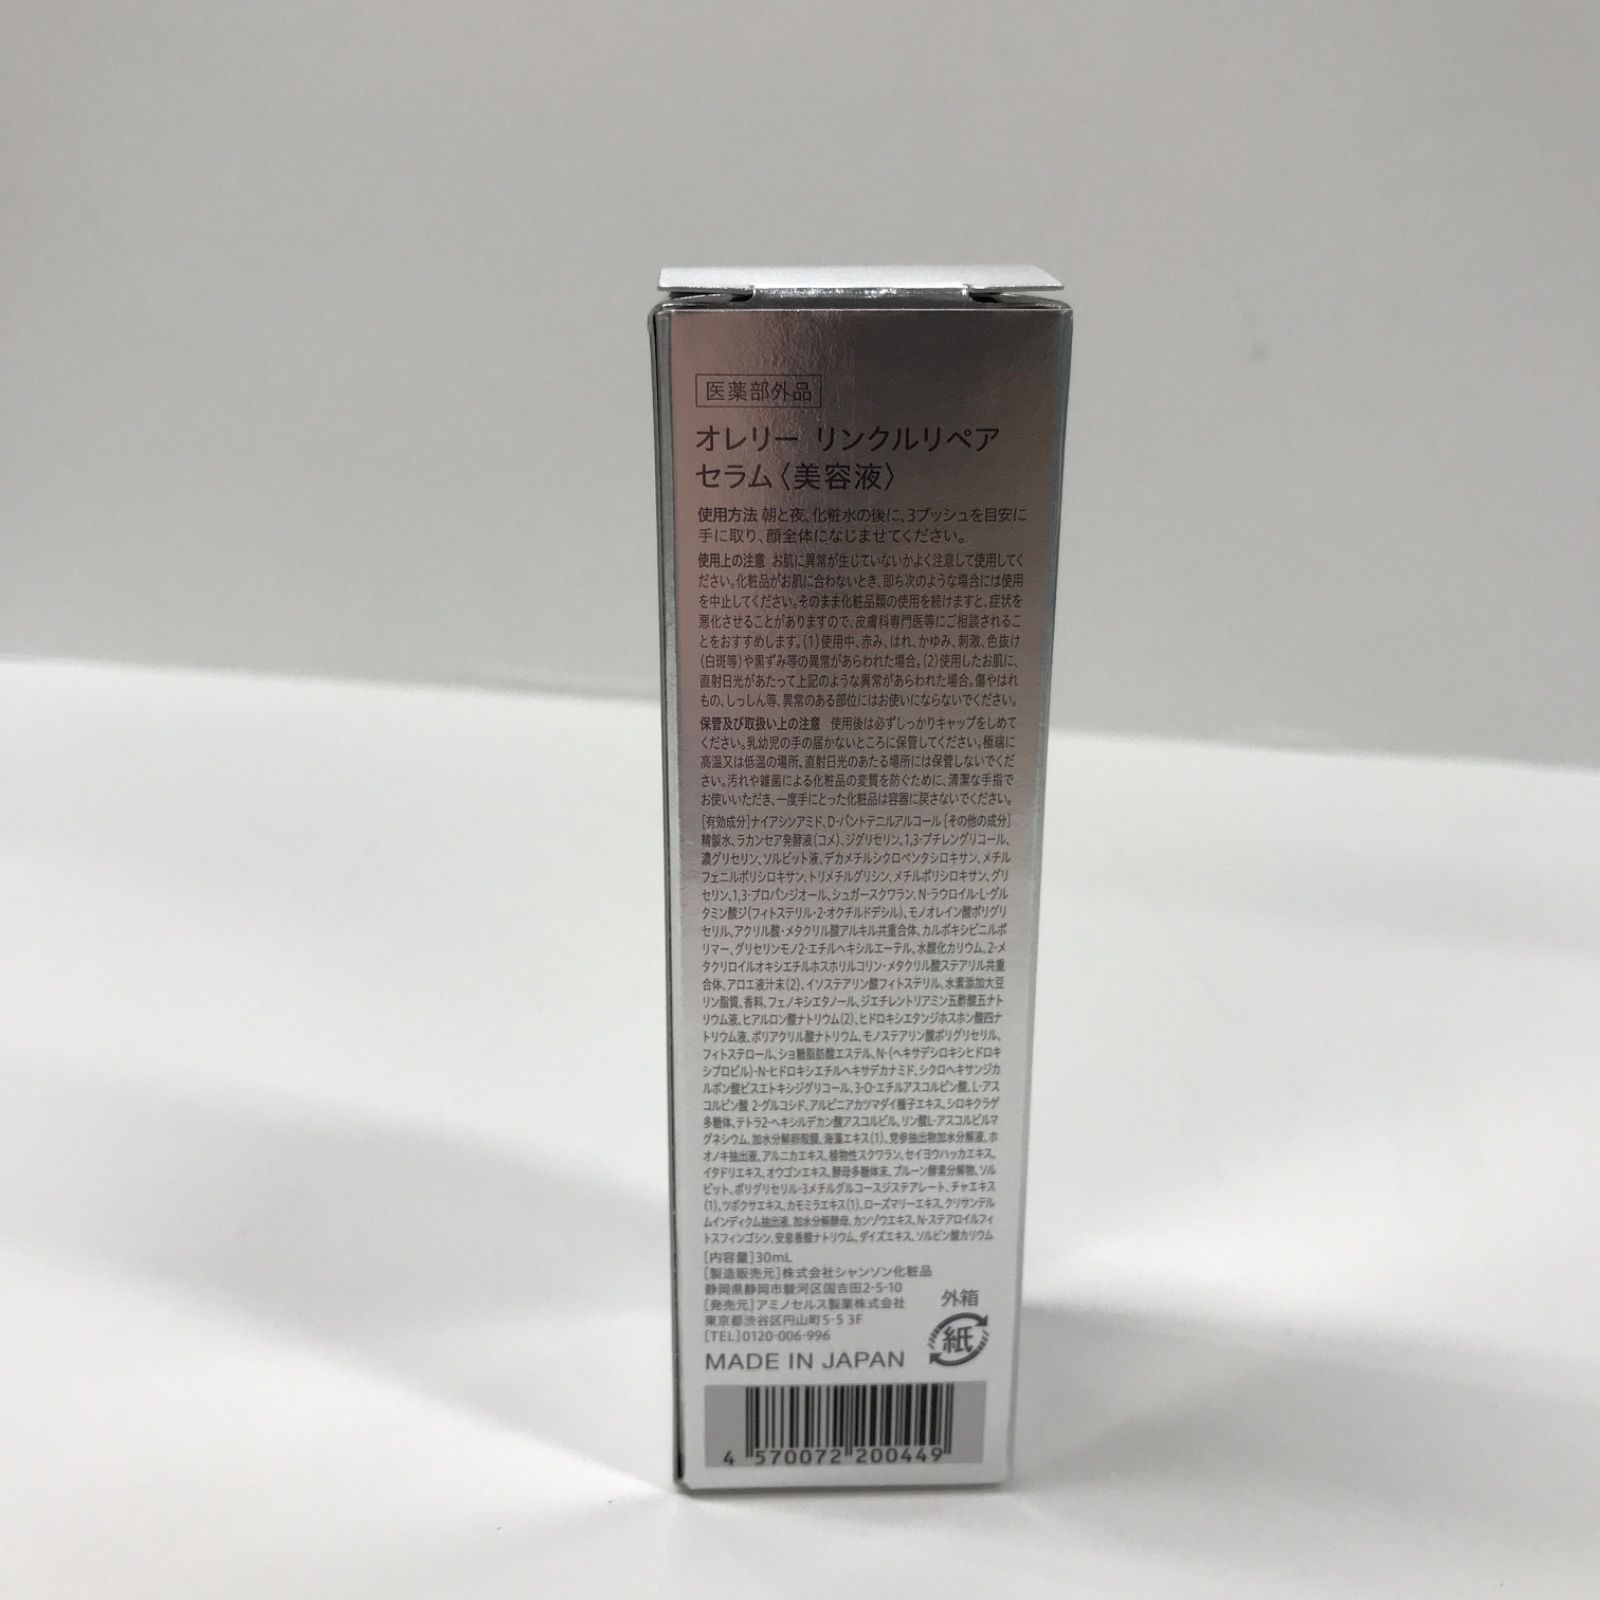 医薬部外品
オレリー リンクルリペア
セラム〈美容液〉
使用方法 朝と夜、化粧水の後に、3プッシュを目安に
手に取り、顔全体になじませてください。
使用上の注意 お肌に異常が生じていないかよく注意して使用してく
ださい。化粧品がお肌に合わないとき、即ち次のような場合には使用
を中止してください。そのまま化粧品類の使用を続けますと、症状を
悪化させることがありますので、皮膚科専門医等にご相談されるこ
とをおすすめします。(1)使用中、赤み、はれ、かゆみ、刺激、色抜け
(白斑等)や黒ずみ等の異常があらわれた場合。(2)使用したお肌に、
直射日光があたって上記のような異常があらわれた場合。傷やはれ
もの、しっしん等、異常のある部位にはお使いにならないでください。
保管及び取扱い上の注意 使用後は必ずしっかりキャップをしめて
ください。乳幼児の手の届かないところに保管してください。極端に
高温又は低温の場所、直射日光のあたる場所には保管しないでくだ
さい。汚れや雑菌による化粧品の変質を防ぐために、清潔な手指で
お使いいただき、一度手にとった化粧品は容器に戻さないでください。
[有効成分]ナイアシンアミド、D-パントテニルアルコール [その他の成分]
精製水、ラカンセア発酵液(コメ)、ジグリセリン、1,3-ブチレングリコール、
濃グリセリン、ソルビット液、デカメチルシクロペンタシロキサン、メチル
フェニルポリシロキサン、トリメチルグリシン、メチルポリシロキサン、グリ
セリン、1,3-プロパンジオール、シュガースクワラン、N-ラウロイル-L-グル
タミン酸ジ(フィトステリル・2-オクチルドデシル)、モノオレイン酸ポリグリ
セリル、アクリル酸・メタクリル酸アルキル共重合体、カルボキシビニルポ
リマー、グリセリンモノ2-エチルヘキシルエーテル、水酸化カリウム、2-メ
タクリロイルオキシエチルホスホリルコリン・メタクリル酸ステアリル共重
合体、アロエ液汁末(2)、イソステアリン酸フィトステリル、水素添加大豆
リン脂質、香料、フェノキシエタノール、ジエチレントリアミン五酢酸五ナト
リウム液、ヒアルロン酸ナトリウム(2)、ヒドロキシエタンジホスホン酸四ナ
トリウム液、ポリアクリル酸ナトリウム、モノステアリン酸ポリグリセリル、
フィトステロール、ショ糖脂肪酸エステル、N-(ヘキサデシロキシヒドロキ
シプロピル)-N-ヒドロキシエチルヘキサデカナミド、シクロヘキサンジカ
ルボン酸ビスエトキシジグリコール、3-O-エチルアスコルビン酸、L-アス
コルビン酸 2-グルコシド、アルピニアカツマダイ種子エキス、シロキクラゲ
多糖体、テトラ2-ヘキシルデカン酸アスコルビル、リン酸L-アスコルビルマ
グネシウム、加水分解卵殻膜、海藻エキス(1)、党参抽出物加水分解液、ホ
オノキ抽出液、アルニカエキス、植物性スクワラン、セイヨウハッカエキス、
イタドリエキス、オウゴンエキス、酵母多糖体末、プルーン酵素分解物、ソル
ビット、ポリグリセリル-3メチルグルコースジステアレート、チャエキス
(1)、ツボクサエキス、カモミラエキス(1)、ローズマリーエキス、クリサンテル
ムインディクム抽出液、加水分解酵母、カンゾウエキス、N-ステアロイルフィ
トスフィンゴシン、安息香酸ナトリウム、ダイズエキス、ソルビン酸カリウム
[内容量]30mL
[製造販売元]株式会社シャンソン化粧品
静岡県静岡市駿河区国吉田2-5-10
[発売元]アミノセルス製薬株式会社
東京都渋谷区円山町5-5 3F
[TEL]0120-006-996
外箱
紙
MADE IN JAPAN
4 570072 200449